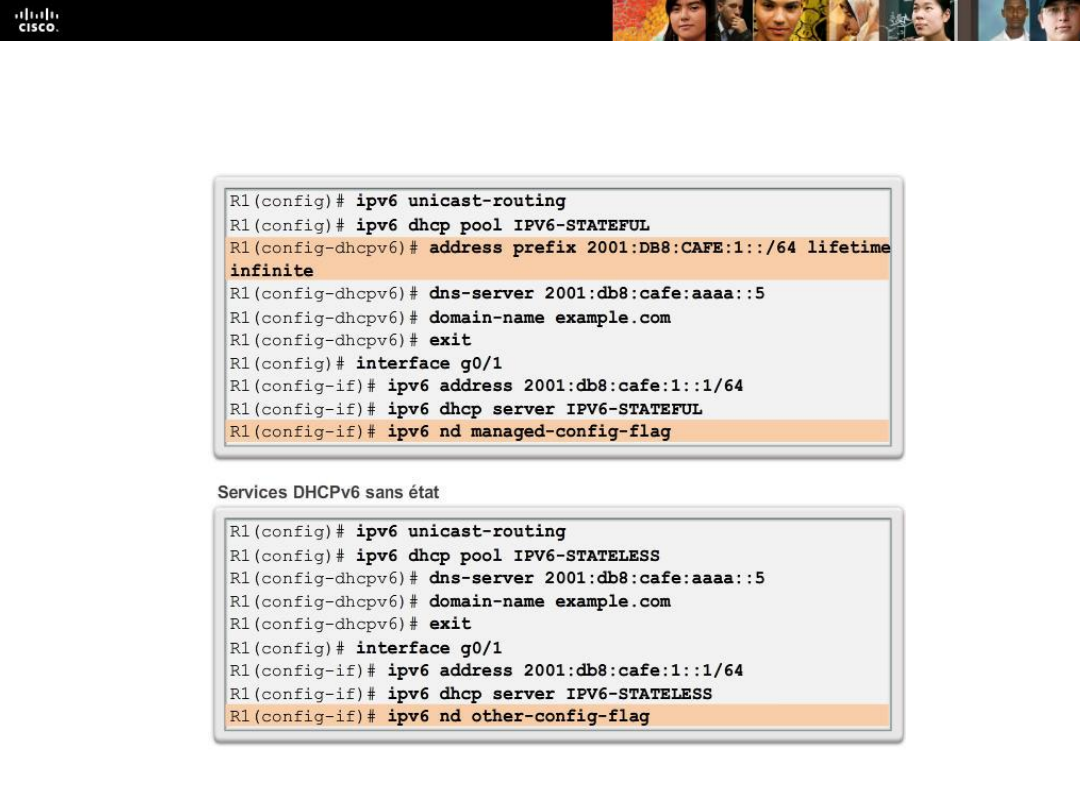 CISCO.
R1(config)# ipv6 unicast-routing
R1(config)# ipv6 dhcp pool IPV6-STATEFUL
R1(config-dhcpv6)# address prefix 2001:DB8:CAFE:1::/64 lifetime
infinite
R1(config-dhcpv6)# dns-server 2001:db8:cafe:aaaa::5
R1(config-dhcpv6)# domain-name example.com
R1(config-dhcpv6)# exit
R1(config)# interface g0/1
R1(config-if)# ipv6 address 2001:db8:cafe:1::1/64
R1(config-if)# ipv6 dhcp server IPV6-STATEFUL
R1(config-if)# ipv6 nd managed-config-flag
Services DHCPv6 sans état
R1(config)# ipv6 unicast-routing
R1(config)# ipv6 dhcp pool IPV6-STATELESS
R1(config-dhcpv6)# dns-server 2001:db8:cafe:aaaa::5
R1(config-dhcpv6)# domain-name example.com
R1(config-dhcpv6)# exit
R1(config)# interface g0/1
R1(config-if)# ipv6 address 2001:db8:cafe:1::1/64
R1(config-if)# ipv6 dhcp server IPV6-STATELESS
R1(config-if)# ipv6 nd other-config-flag